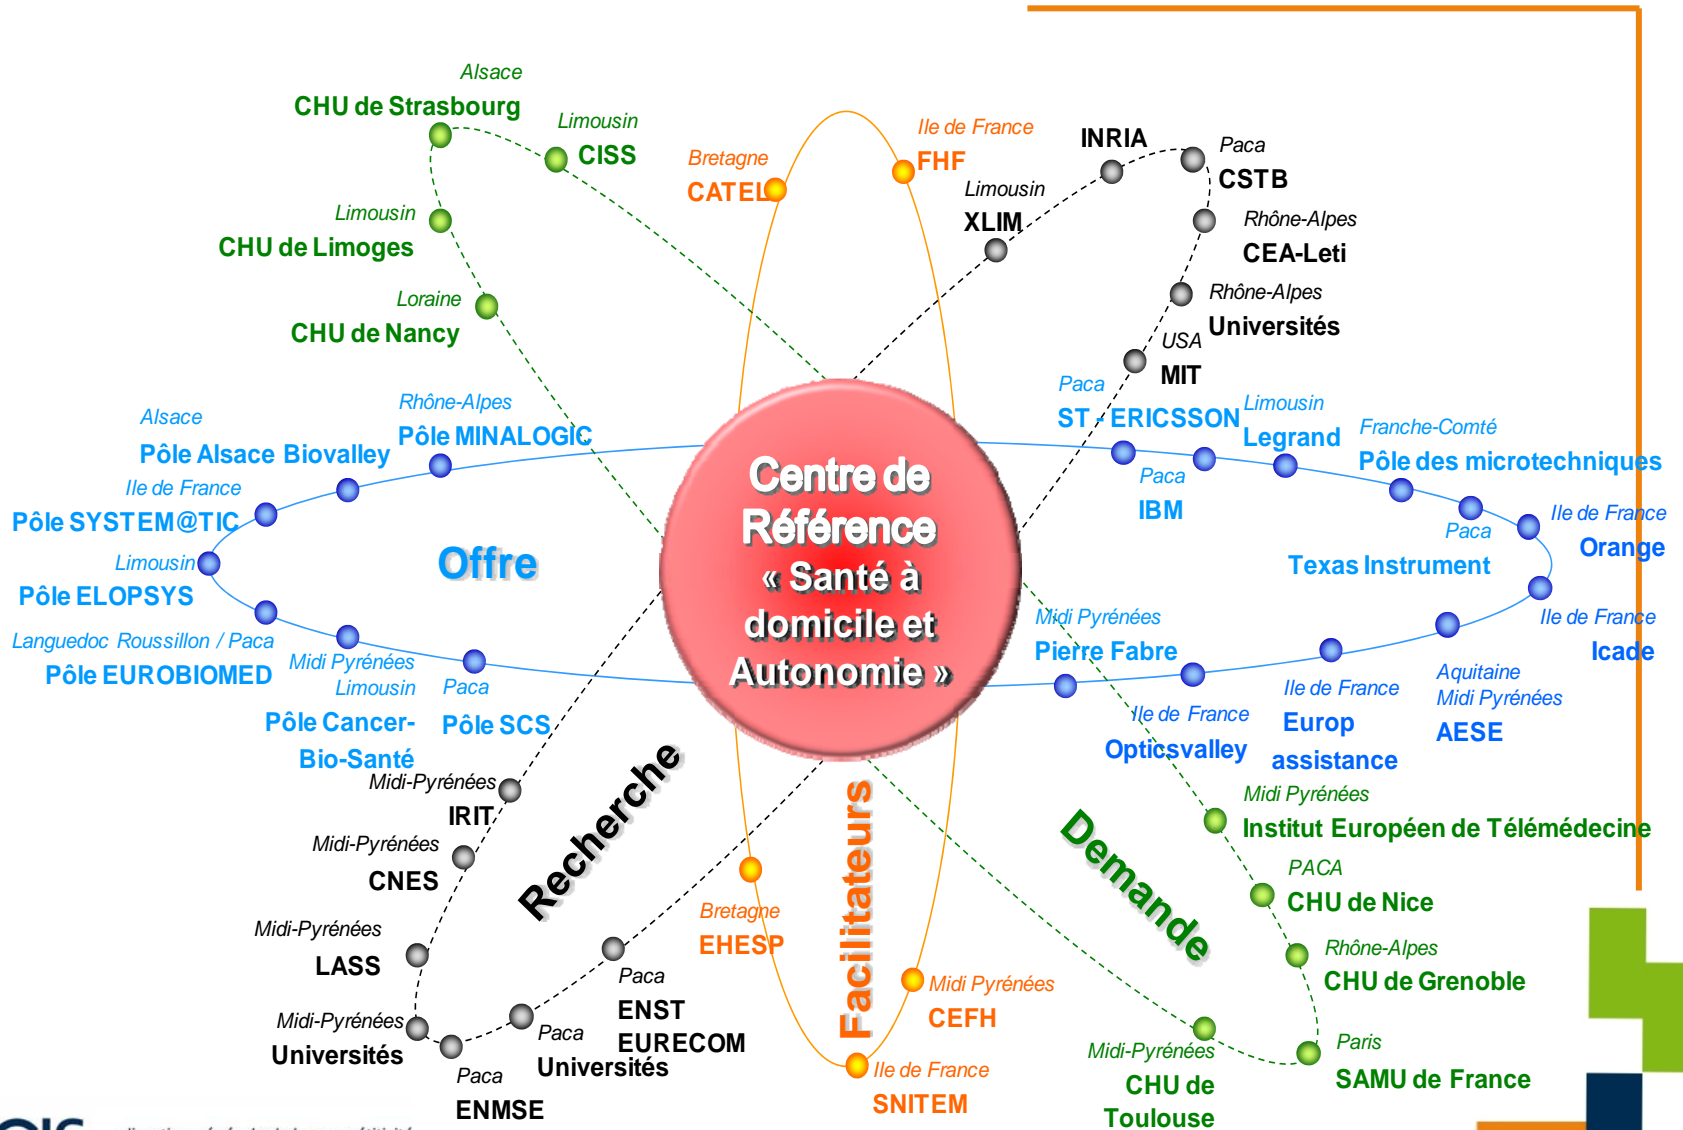 Alsace
CHU de Strasbourg
Limousin
CISS
Limousin
CHU de Limoges
Loraine
CHU de Nancy
Bretagne
CATEL
Ile de France
FHF
INRIA
Limousin
XLIM
Paca
CSTB
Rhône-Alpes
CEA-Leti
Rhône-Alpes
Universités
USA
MIT
Alsace
Pôle Alsace Biovalley
Rhône-Alpes
Pôle MINALOGIC
Ile de France
Pôle SYSTEM@TIC
Limousin
Pôle ELOPSYS
Languedoc Roussillon / Paca
Pôle EUROBIOMED
Midi Pyrénées
Limousin
Pôle Cancer-
Bio-Santé
Paca
Pôle SCS
Offre
Centre de
Référence
« Santé à
domicile et
Autonomie »
Paca
ST - ERICSSON
Paca
IBM
Limousin
Legrand
Franche-Comté
Pôle des microtechniques
Paca
Texas Instrument
Ile de France
Orange
Ile de France
Icade
Midi Pyrénées
Pierre Fabre
Ile de France
Opticsvalley
Ile de France
Europ
assistance
Aquitaine
Midi Pyrénées
AESE
Midi-Pyrénées
IRIT
Midi-Pyrénées
CNES
Midi-Pyrénées
LASS
Midi-Pyrénées
Universités
Paca
ENMSE
Paca
Universités
Paca
ENST
EURECOM
Recherche
Bretagne
EHESP
Facilitateurs
Midi Pyrénées
CEFH
Ile de France
SNITEM
Demande
Midi Pyrénées
Institut Européen de Télémédecine
PACA
CHU de Nice
Rhône-Alpes
CHU de Grenoble
Paris
SAMU de France
Midi-Pyrénées
CHU de
Toulouse